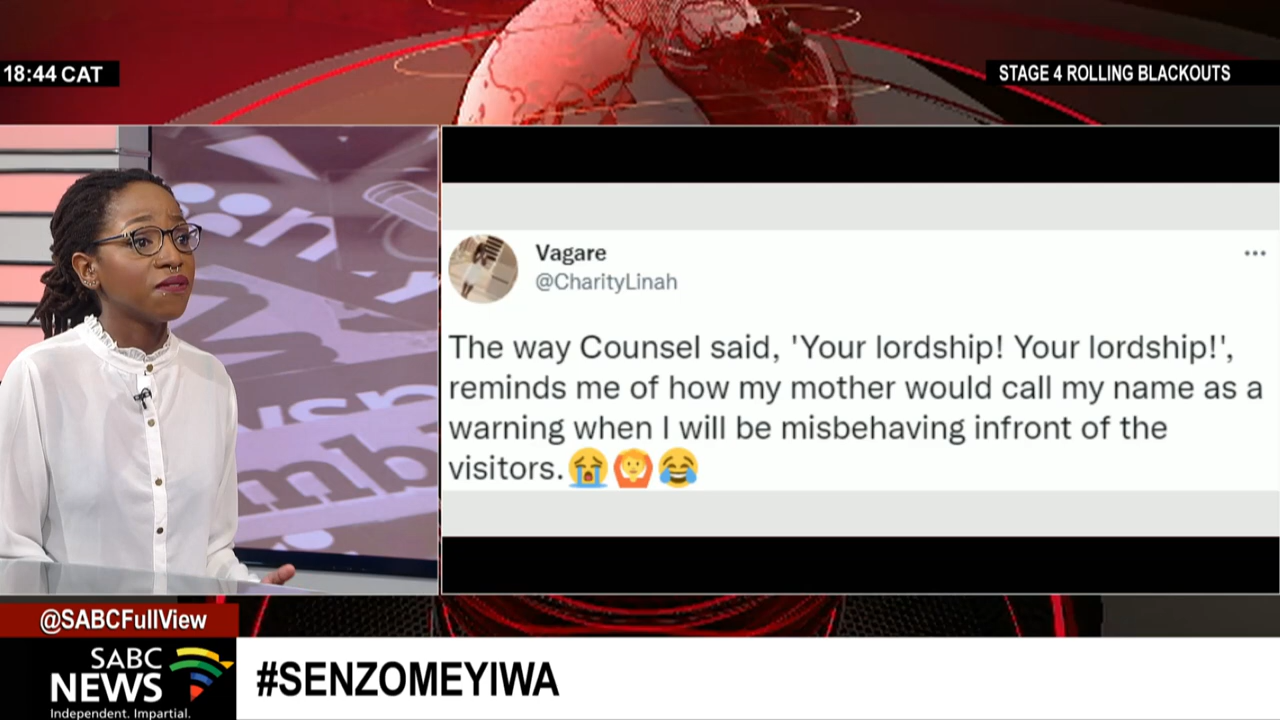 18:44 CAT
STAGE 4 ROLLING BLACKOUTS
Vagare
@CharityLinah
The way Counsel said, 'Your lordship! Your lordship!',
reminds me of how my mother would call my name as a
warning when I will be misbehaving infront of the
visitors.😭🙆😂
@SABCFullView
SABC
NEWS
Independent. Impartial.
#SENZOMEYIWA